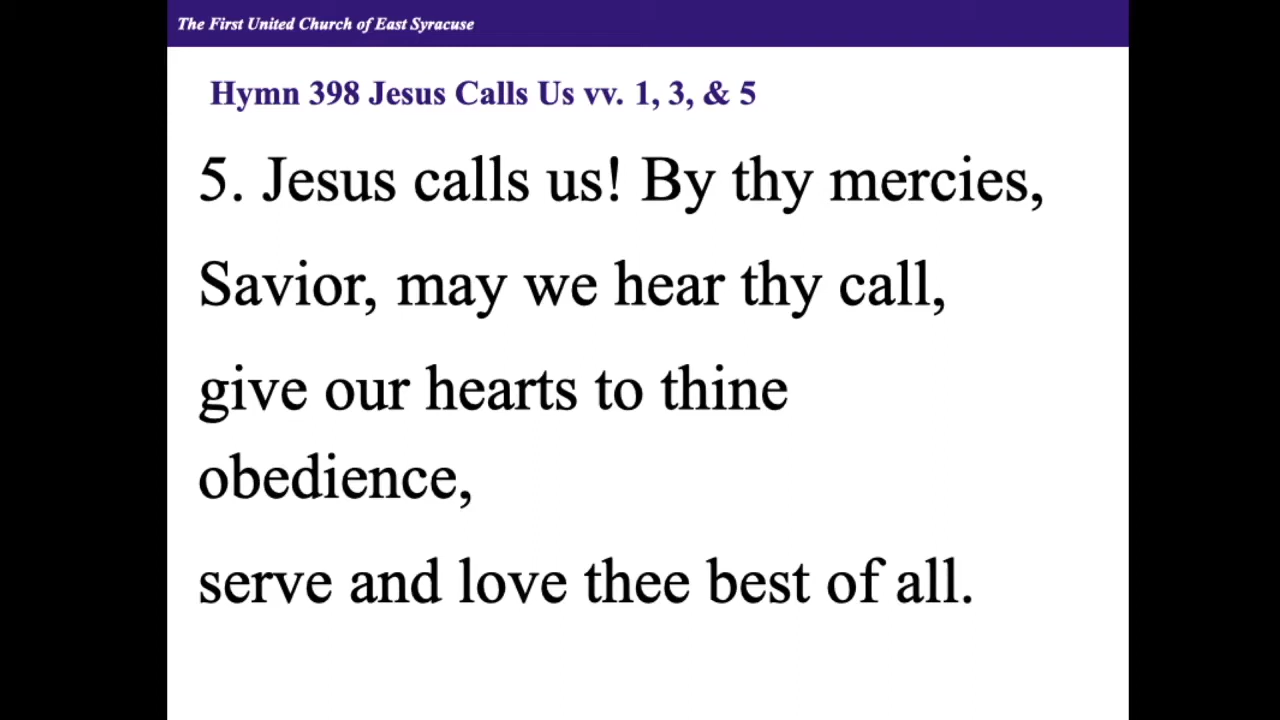 The First United Church of East Syracuse
Hymn 398 Jesus Calls Us vv. 1, 3, & 5
5. Jesus calls us! By thy mercies,
Savior, may we hear thy call,
give our hearts to thine
obedience,
serve and love thee best of all.